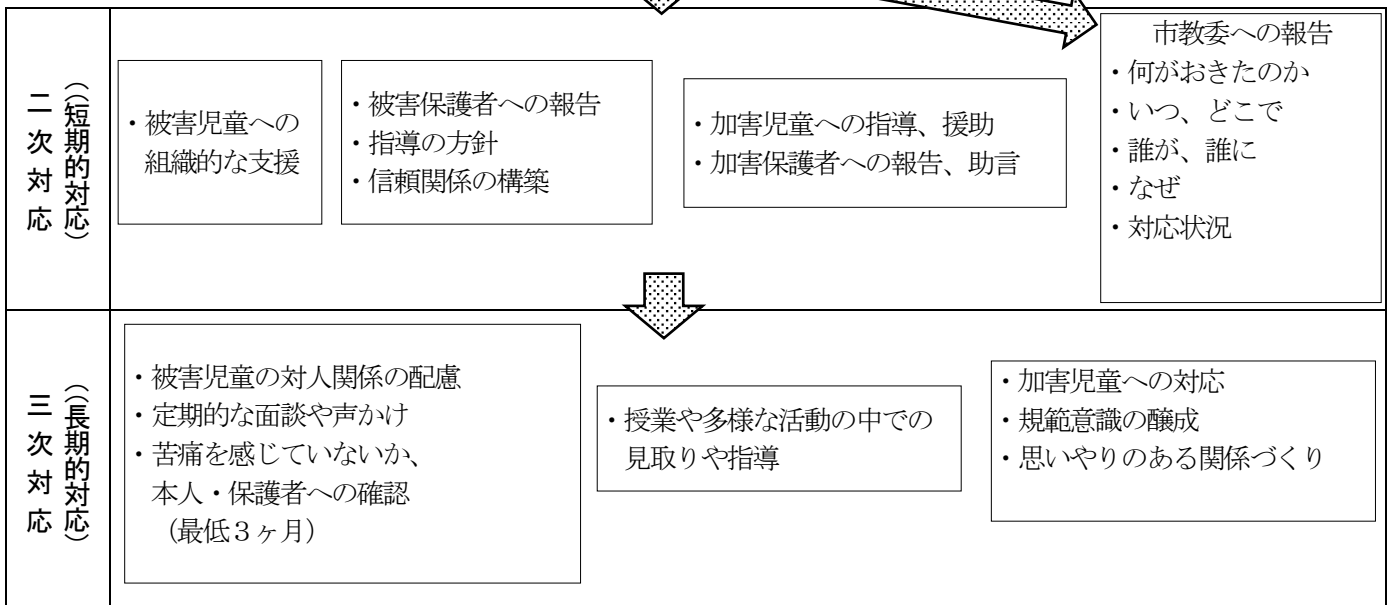 二次対応
（（短期的対応））
・被害児童への
組織的な支援
・被害保護者への報告
・指導の方針
・信頼関係の構築
・加害児童への指導、援助
・加害保護者への報告、助言
市教委への報告
・何がおきたのか
・いつ、どこで
・誰が、誰に
・なぜ
・対応状況
三次対応
（長期的対応）
・被害児童の対人関係の配慮
・定期的な面談や声かけ
・苦痛を感じていないか、
本人・保護者への確認
（最低３ヶ月）
・授業や多様な活動の中での
見取りや指導
・加害児童への対応
・規範意識の醸成
・思いやりのある関係づくり